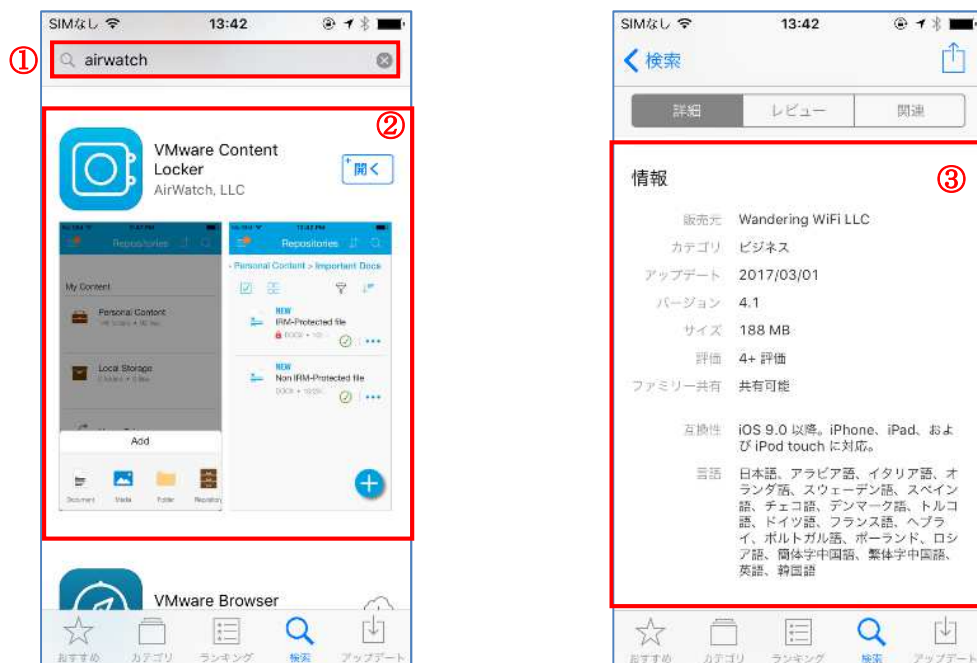 SIMなし 13:42
①
airwatch
②
VMware Content
Locker
AirWatch, LLC
開く
Repositories
My Content
Personal Content
Local Storage
Add
Document Media Folder Repository
Repositories
Personal Content > Important Docs
NEW
IRM-Protected file
NEW
Non IRM-Protected file
VMware Browser
おすすめ カテゴリ ランキング 検索 アップデート
SIMなし 13:42
検索
詳細 レビュー 関連
③
情報
販売元 Wandering WiFi LLC
カテゴリ ビジネス
アップデート 2017/03/01
バージョン 4.1
サイズ 188 MB
評価 4+ 評価
ファミリー共有 共有可能
互換性 iOS 9.0 以降。iPhone、iPad、およ
び iPod touch に対応。
言語 日本語、アラビア語、イタリア語、オ
ランダ語、スウェーデン語、スペイン
語、チェコ語、デンマーク語、トルコ
語、ドイツ語、フランス語、ヘブラ
イ、ポルトガル語、ポーランド、ロシ
ア語、簡体字中国語、繁体字中国語、
英語、韓国語
おすすめ カテゴリ ランキング 検索 アップデート